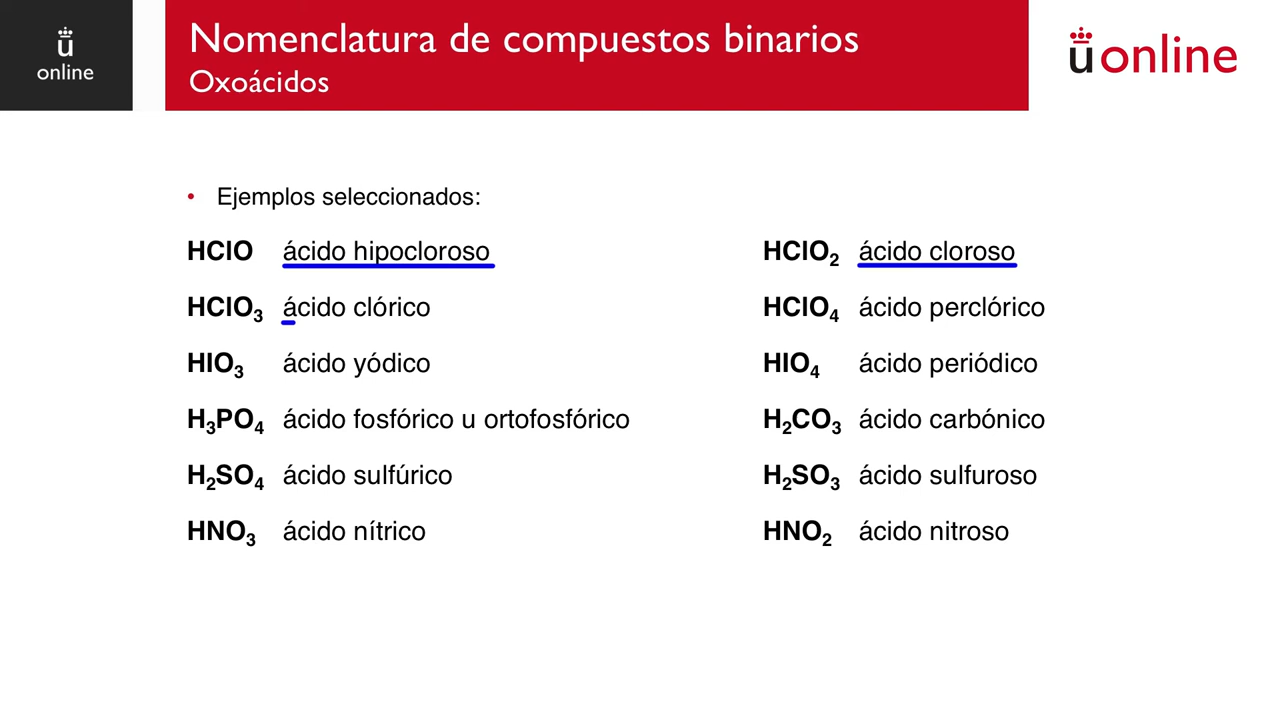 ü
online
Nomenclatura de compuestos binarios
Oxoácidos
üonline
• Ejemplos seleccionados:
HClO ácido hipocloroso
HClO₂ ácido cloroso
HClO₃ ácido clórico
HClO₄ ácido perclórico
HIO₃ ácido yódico
HIO₄ ácido periódico
H₃PO₄ ácido fosfórico u ortofosfórico
H₂CO₃ ácido carbónico
H₂SO₄ ácido sulfúrico
H₂SO₃ ácido sulfuroso
HNO₃ ácido nítrico
HNO₂ ácido nitroso